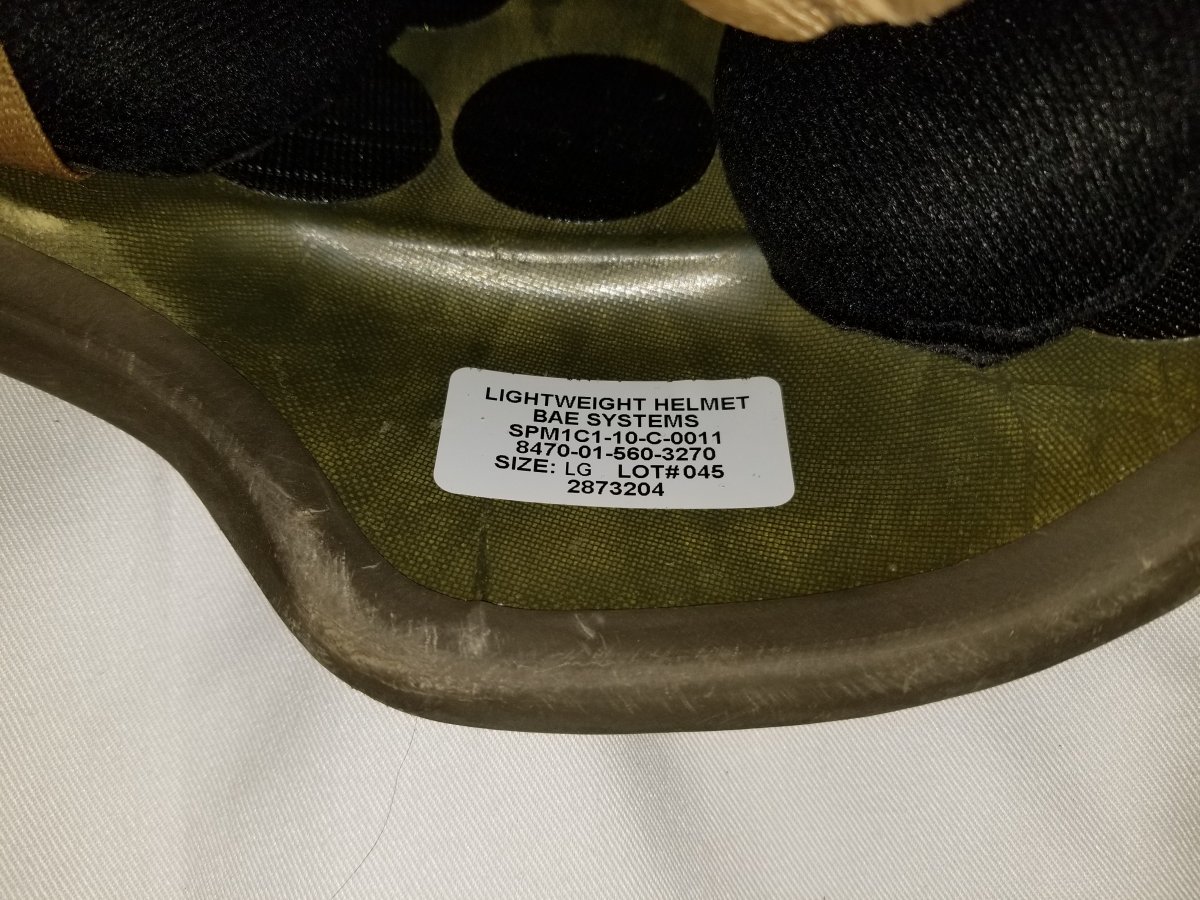 LIGHTWEIGHT HELMET
BAE SYSTEMS
SPM1C1-10-C-0011
8470-01-560-3270
SIZE: LG LOT# 045
2873204